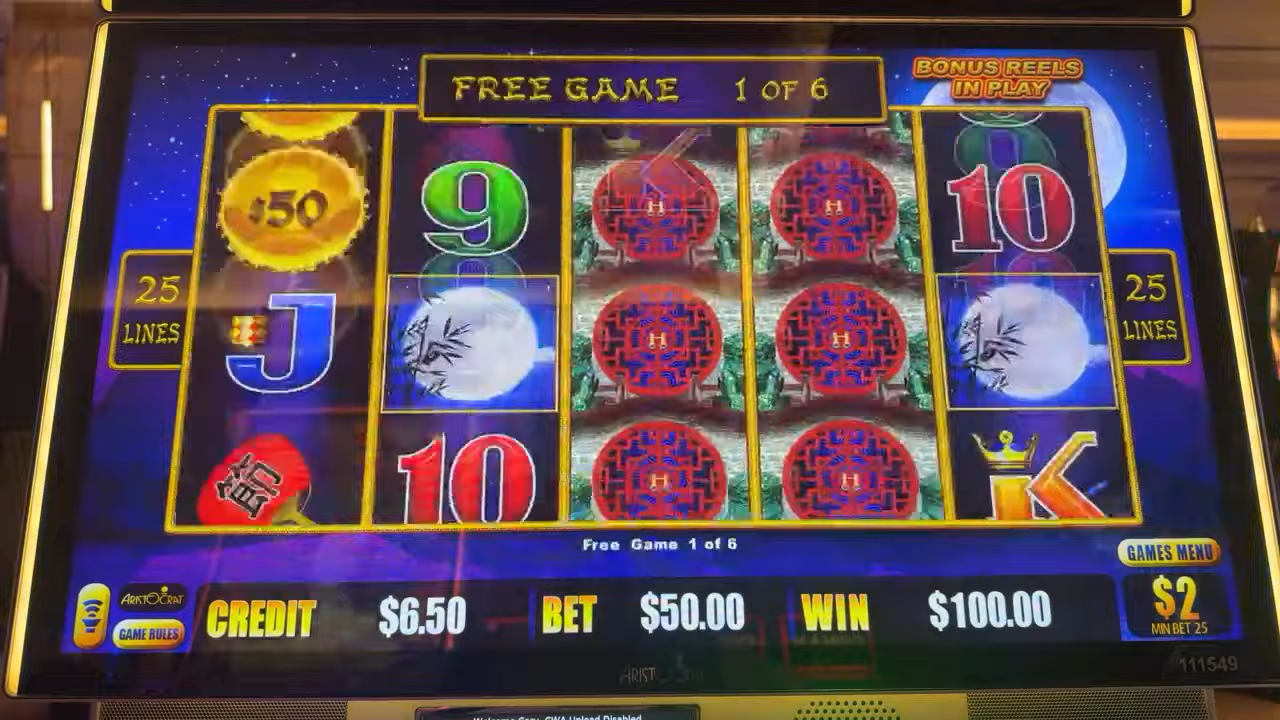 FREE GAME 1 OF 6
BONUS REELS
IN PLAY
$50
9
10
25
LINES
J
25
LINES
10
K
Free Game 1 of 6
GAMES MENU
ARISTOCRAT
GAME RULES
CREDIT $6.50 BET $50.00 WIN $100.00
$2
MIN BET 25
111549